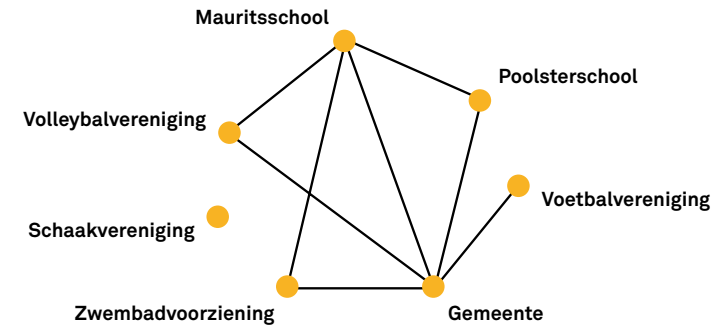 Mauritsschool
Poolsterschool
Volleybalvereniging
Voetbalvereniging
Schaakvereniging
Zwembadvoorziening
Gemeente